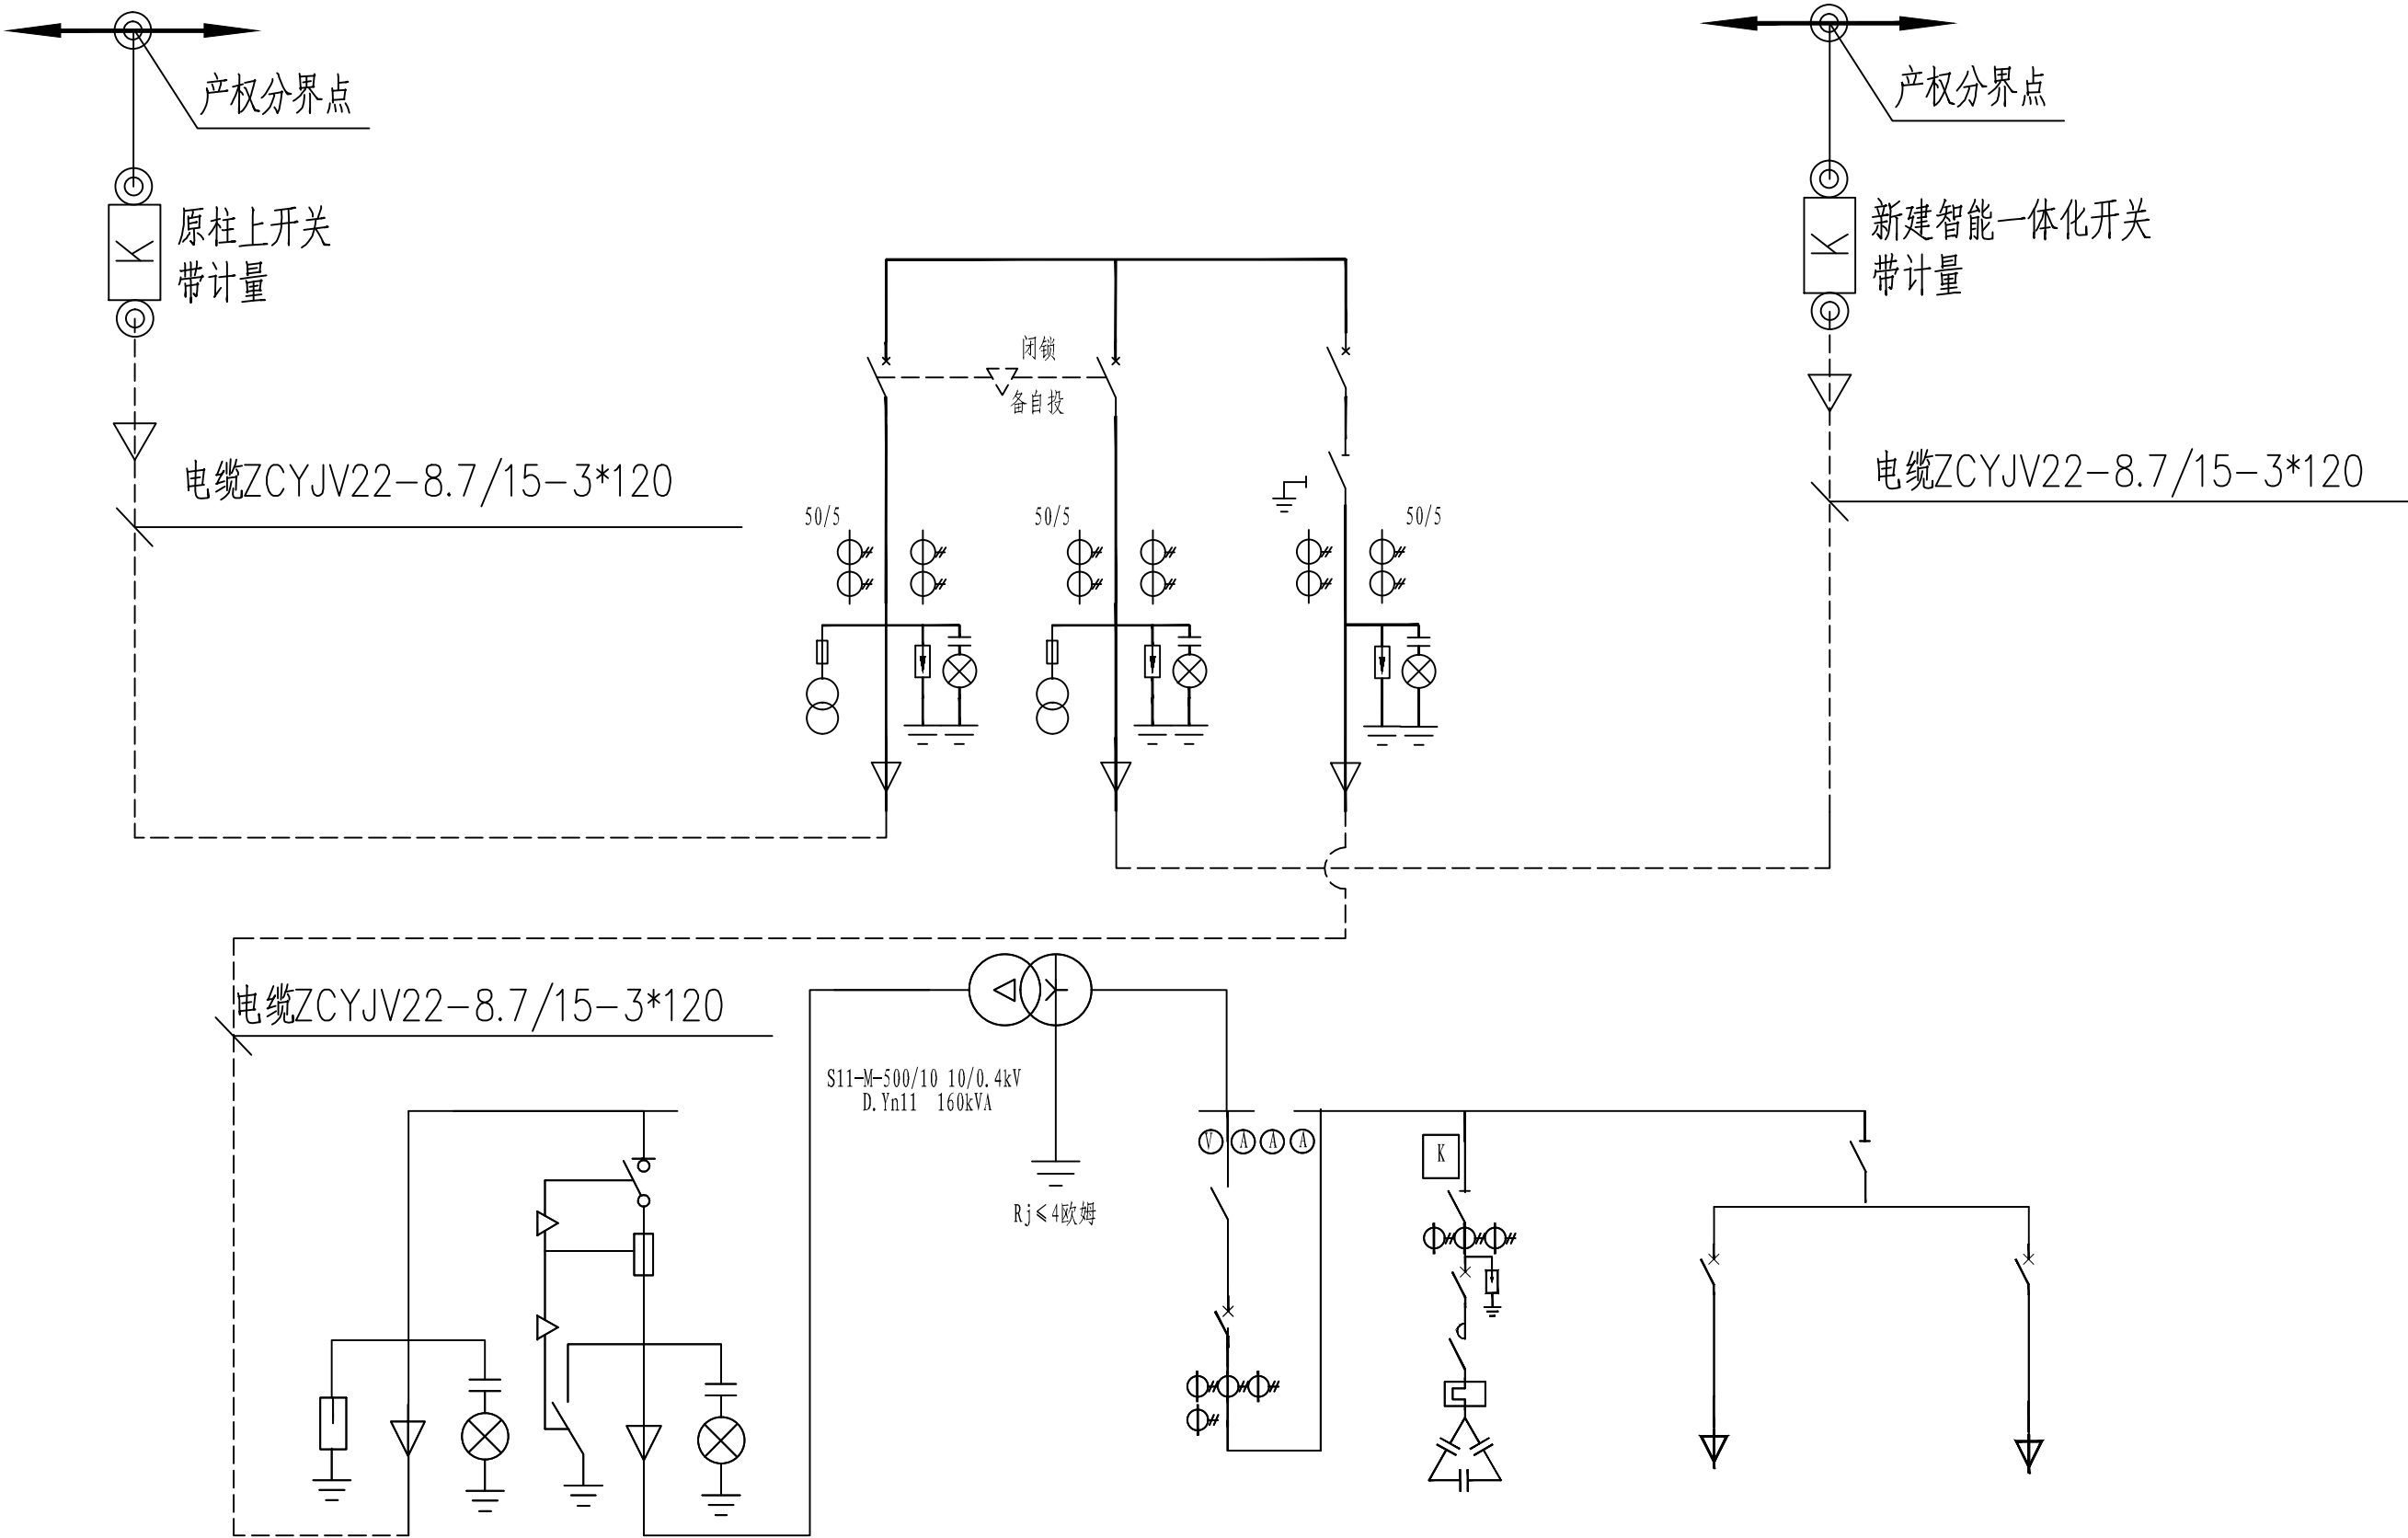 产权分界点
产权分界点
原柱上开关
带计量
新建智能一体化开关
带计量
闭锁
备自投
电缆ZCYJV22-8.7/15-3*120
电缆ZCYJV22-8.7/15-3*120
50/5
50/5
50/5
电缆ZCYJV22-8.7/15-3*120
S11-M-500/10 10/0.4kV
D.Yn11 160kVA
V A A A
K
Rj≤4欧姆
K
K